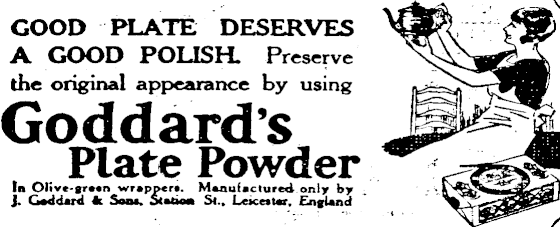 GOOD PLATE DESERVES
A GOOD POLISH. Preserve
the original appearance by using
Goddard's
Plate Powder
In Olive-green wrappers. Manufactured only by
J. Goddard & Sons, Station St., Leicester, England